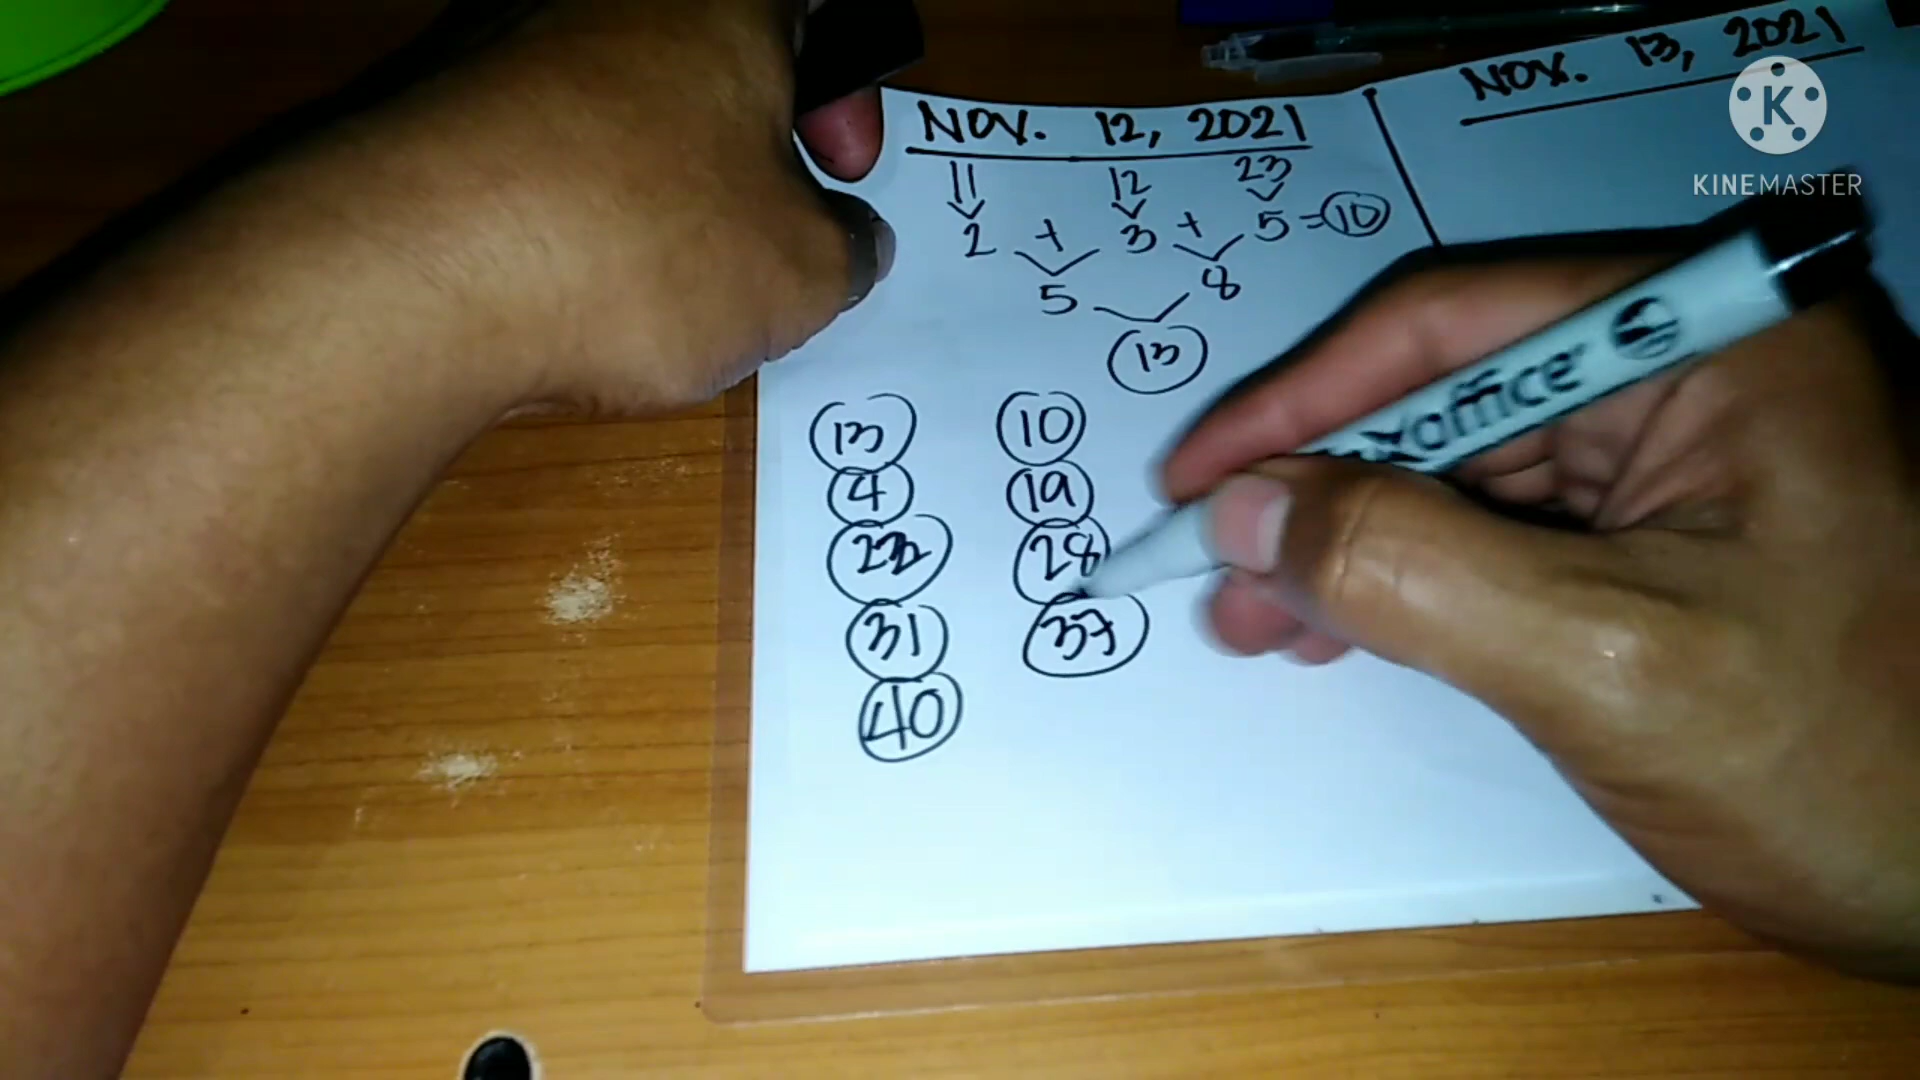 NOV. 12, 2021
11 12 23
2 + 3 + 5 = 10
5 8
13
13 10
4 19
22 28
31 37
40
NOV. 13, 2021
KINEMASTER
office